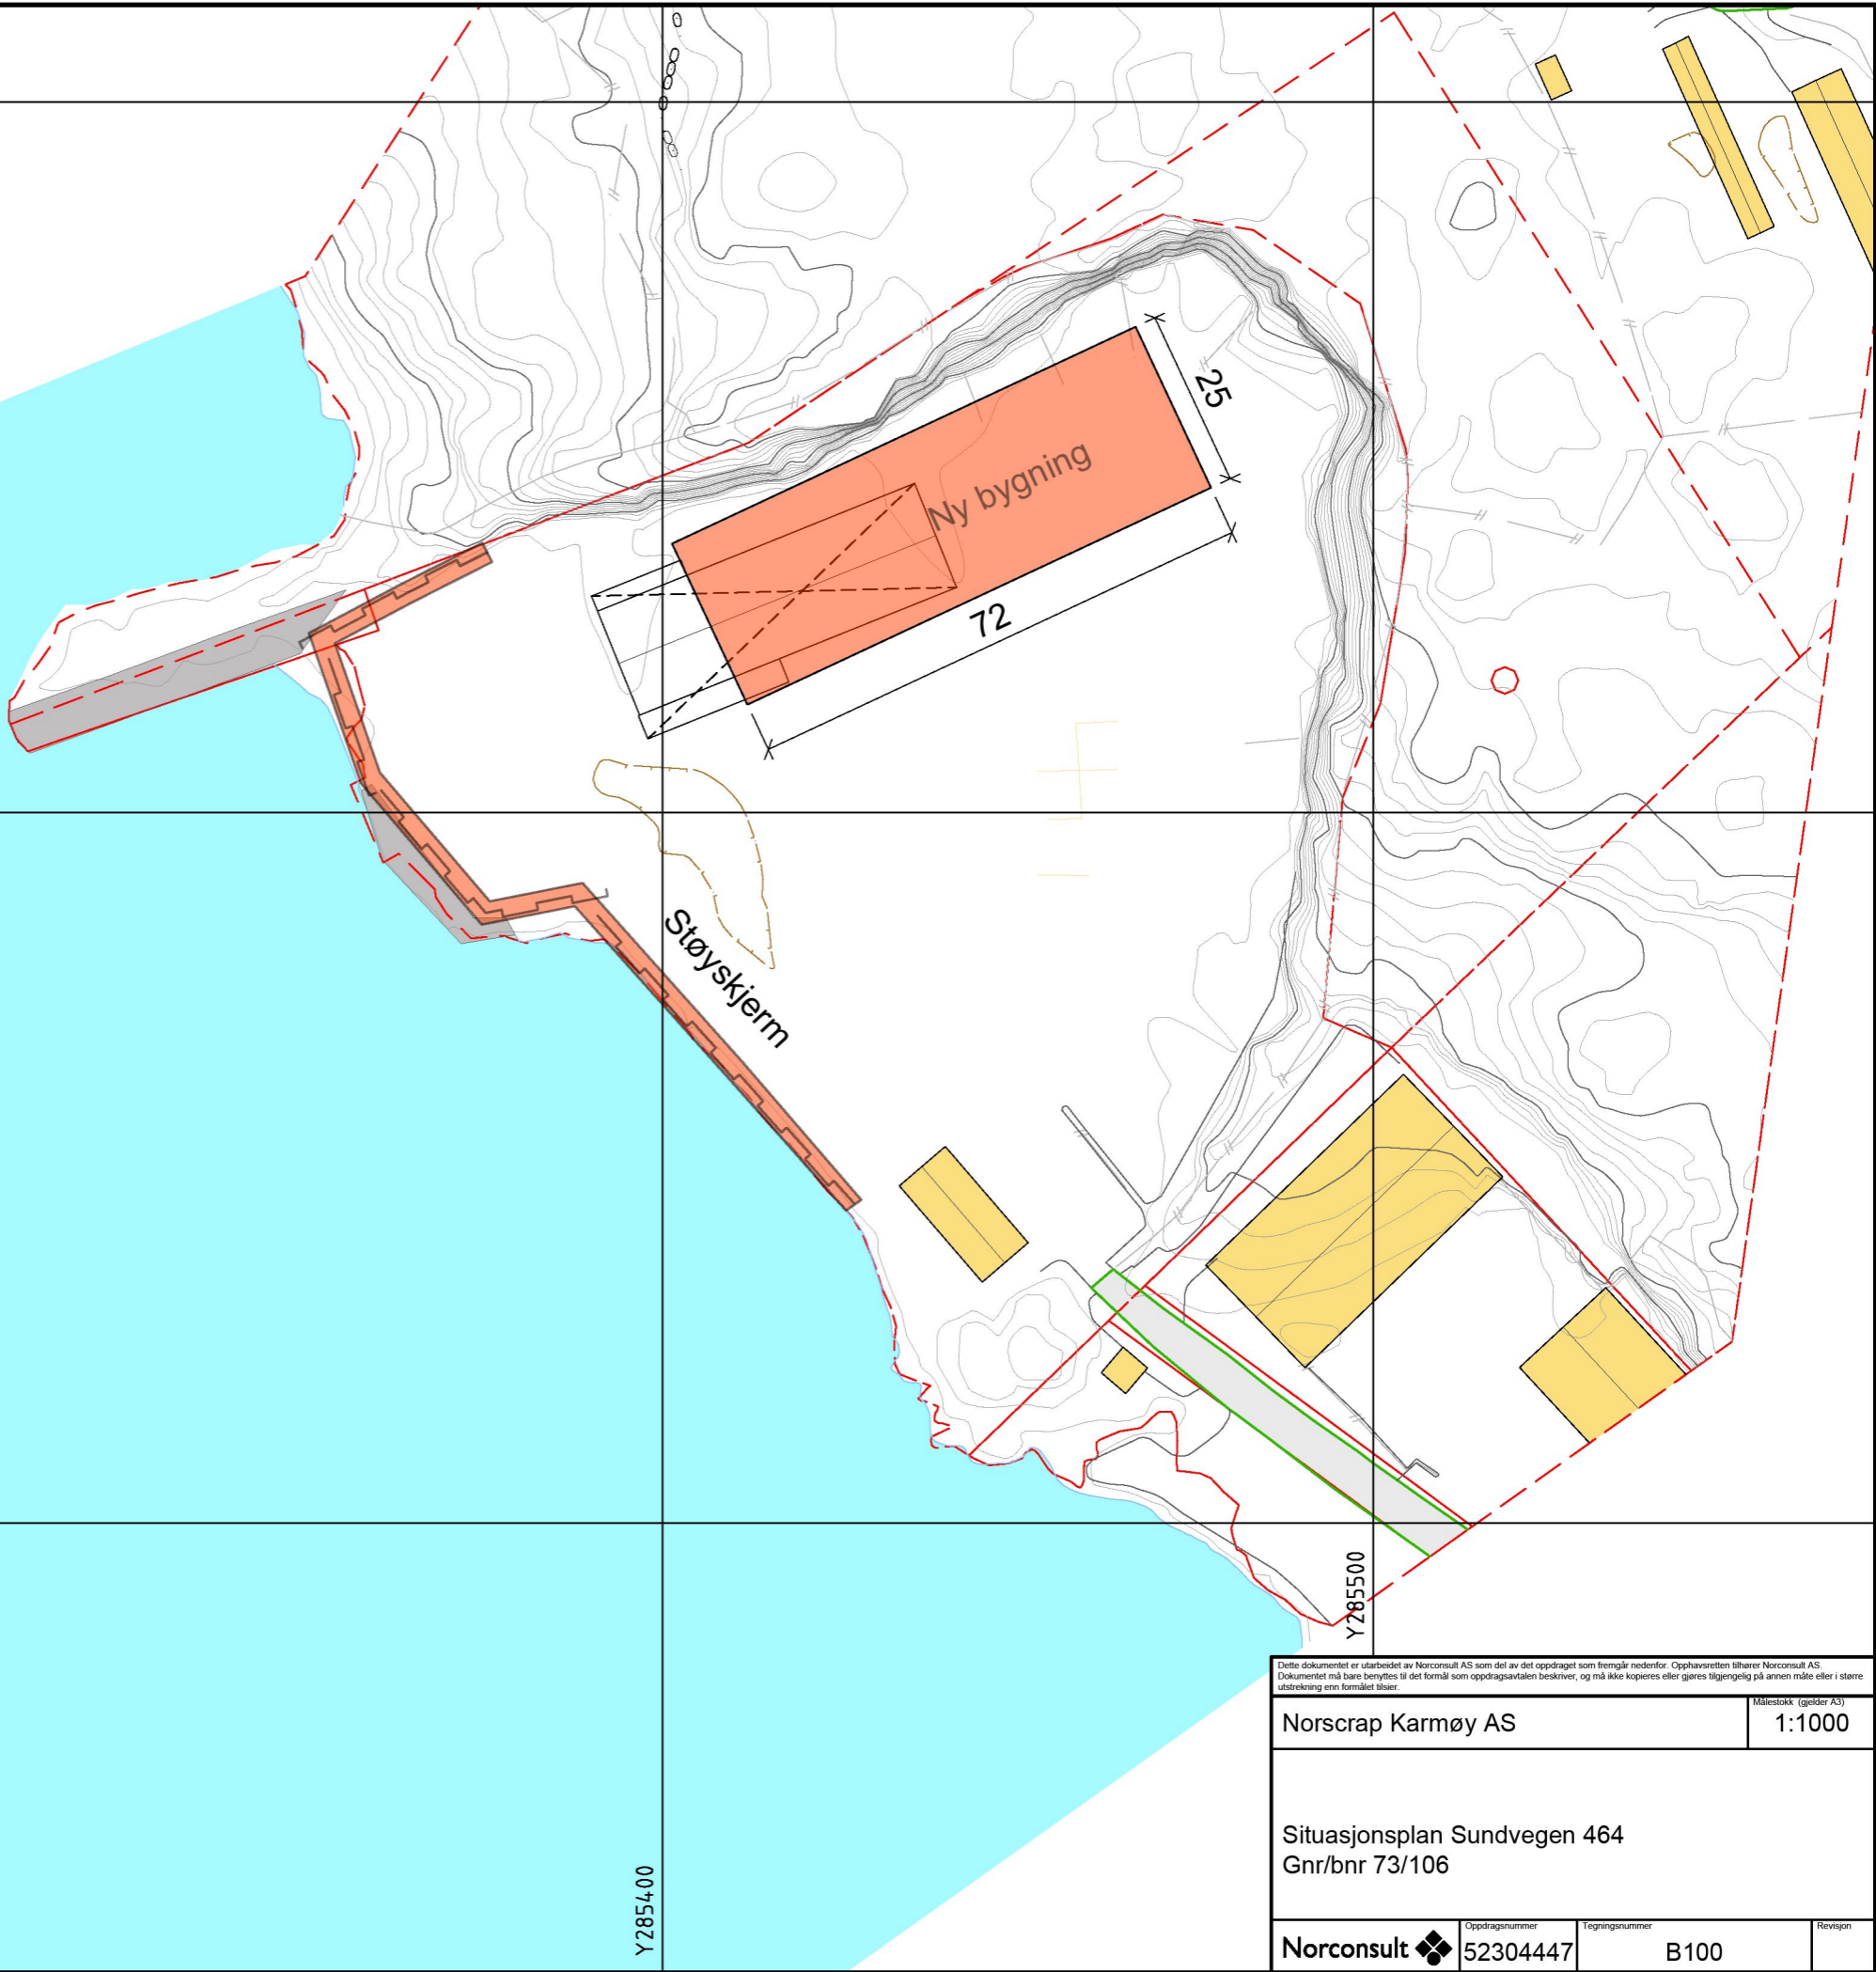 25
Ny bygning
72
Støyskjerm
Y285500
Y285400
Dette dokumentet er utarbeidet av Norconsult AS som del av det oppdraget som fremgår nedenfor. Opphavsretten tilhører Norconsult AS.
Dokumentet må bare benyttes til det formål som oppdragsavtalen beskriver, og må ikke kopieres eller gjøres tilgjengelig på annen måte eller i større
utstrekning enn formålet tilsier.
Norscrap Karmøy AS
Målestokk (gjelder A3)
1:1000
Situasjonsplan Sundvegen 464
Gnr/bnr 73/106
Norconsult
Oppdragsnummer
52304447
Tegningsnummer
B100
Revisjon